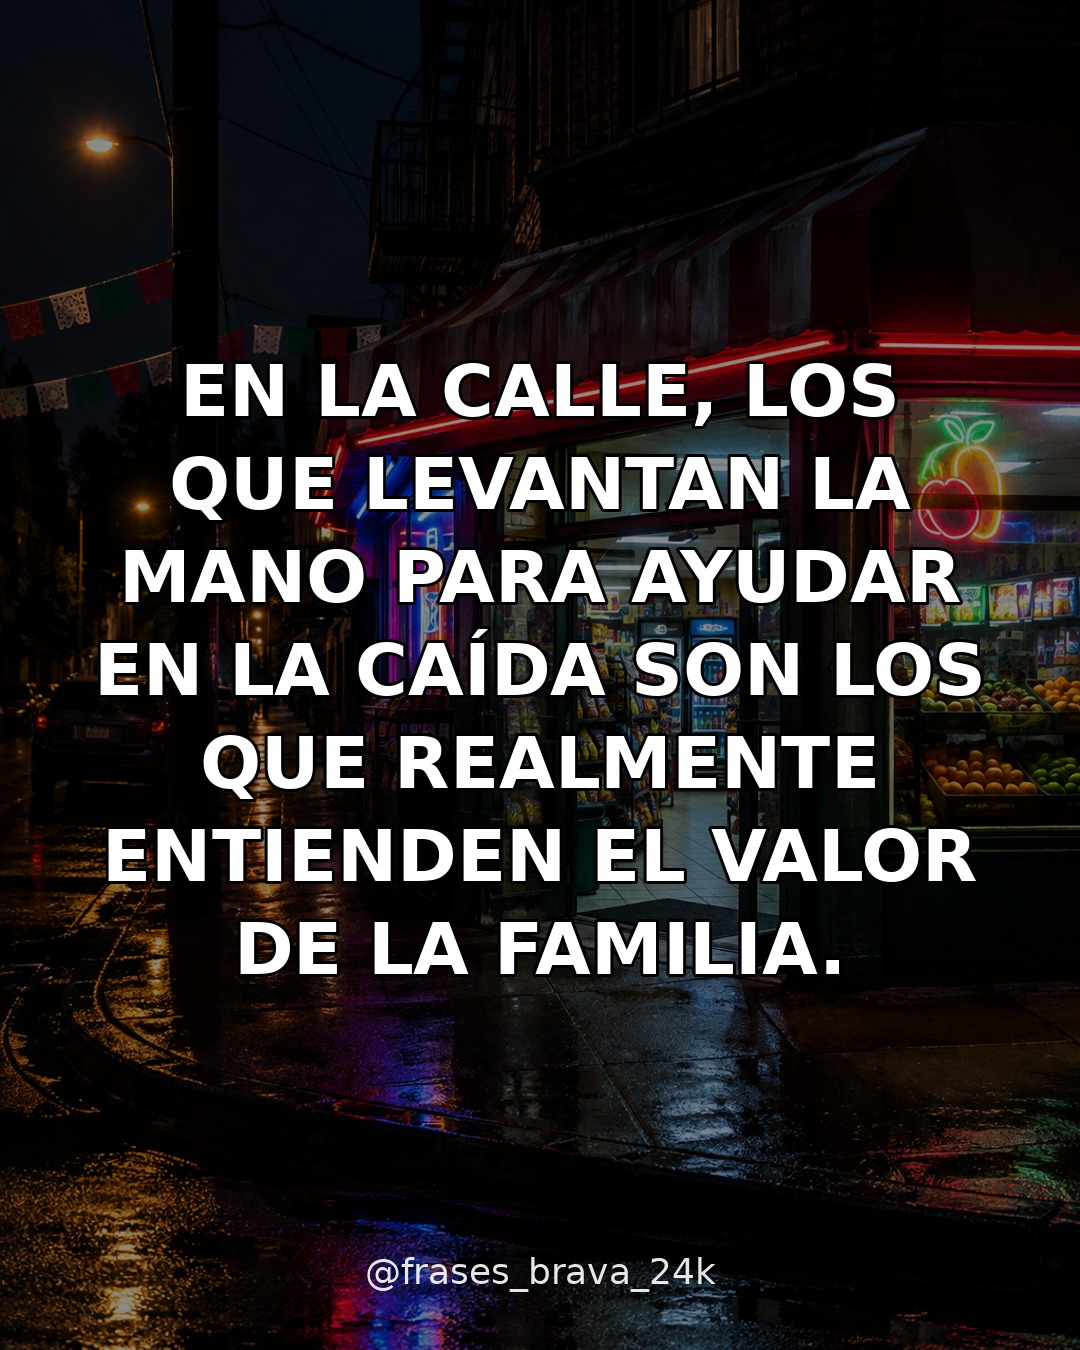 EN LA CALLE, LOS
QUE LEVANTAN LA
MANO PARA AYUDAR
EN LA CAÍDA SON LOS
QUE REALMENTE
ENTIENDEN EL VALOR
DE LA FAMILIA.
@frases_brava_24k